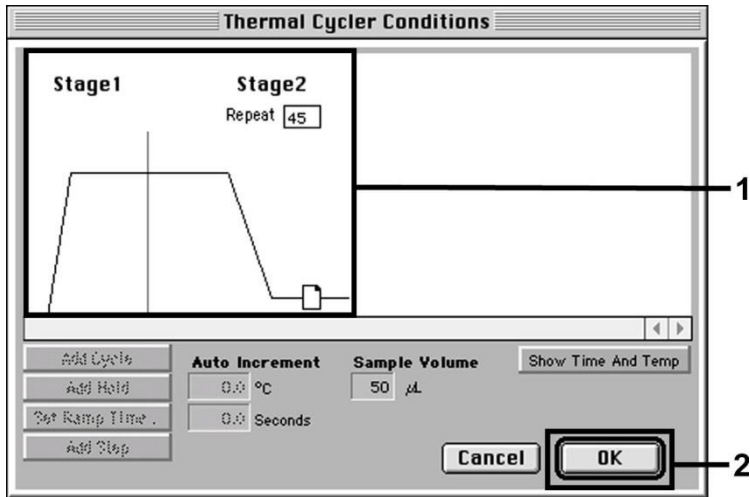 Thermal Cycler Conditions
Stage1 Stage2
Repeat 45
1
Add Cycle
Add Hold
Set Ramp Time .
Add Step
Auto Increment
0.0 °C
0.0 Seconds
Sample Volume
50 µL
Show Time And Temp
Cancel OK
2